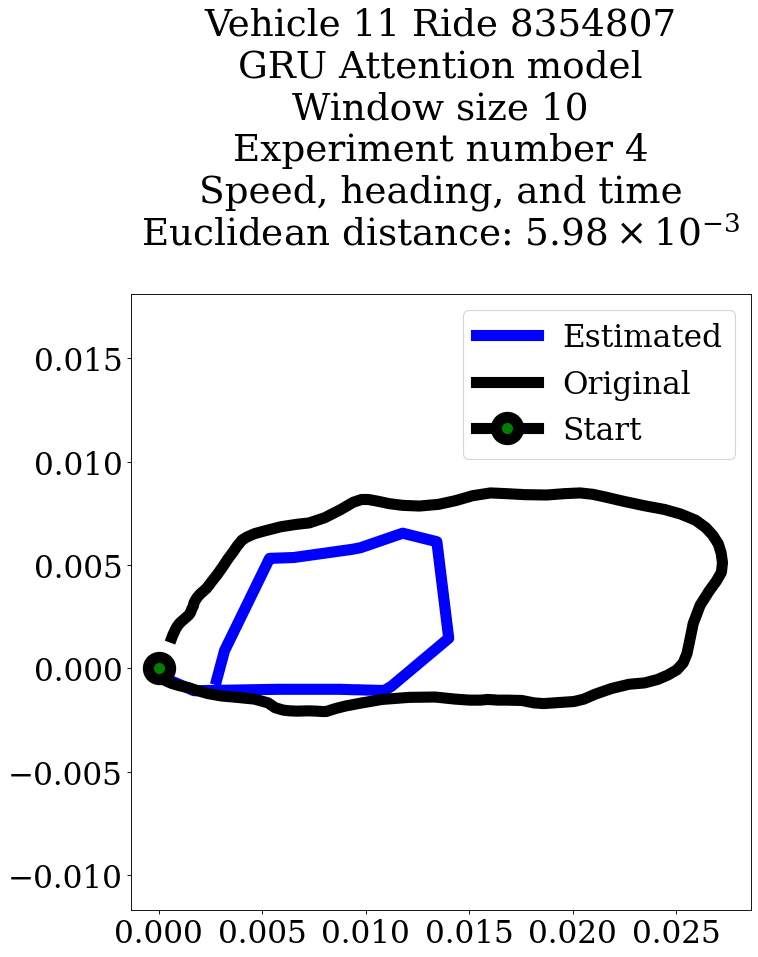 Vehicle 11 Ride 8354807
GRU Attention model
Window size 10
Experiment number 4
Speed, heading, and time
Euclidean distance: 5.98 × 10⁻³
Estimated
Original
Start
0.015
0.010
0.005
0.000
−0.005
−0.010
0.000 0.005 0.010 0.015 0.020 0.025